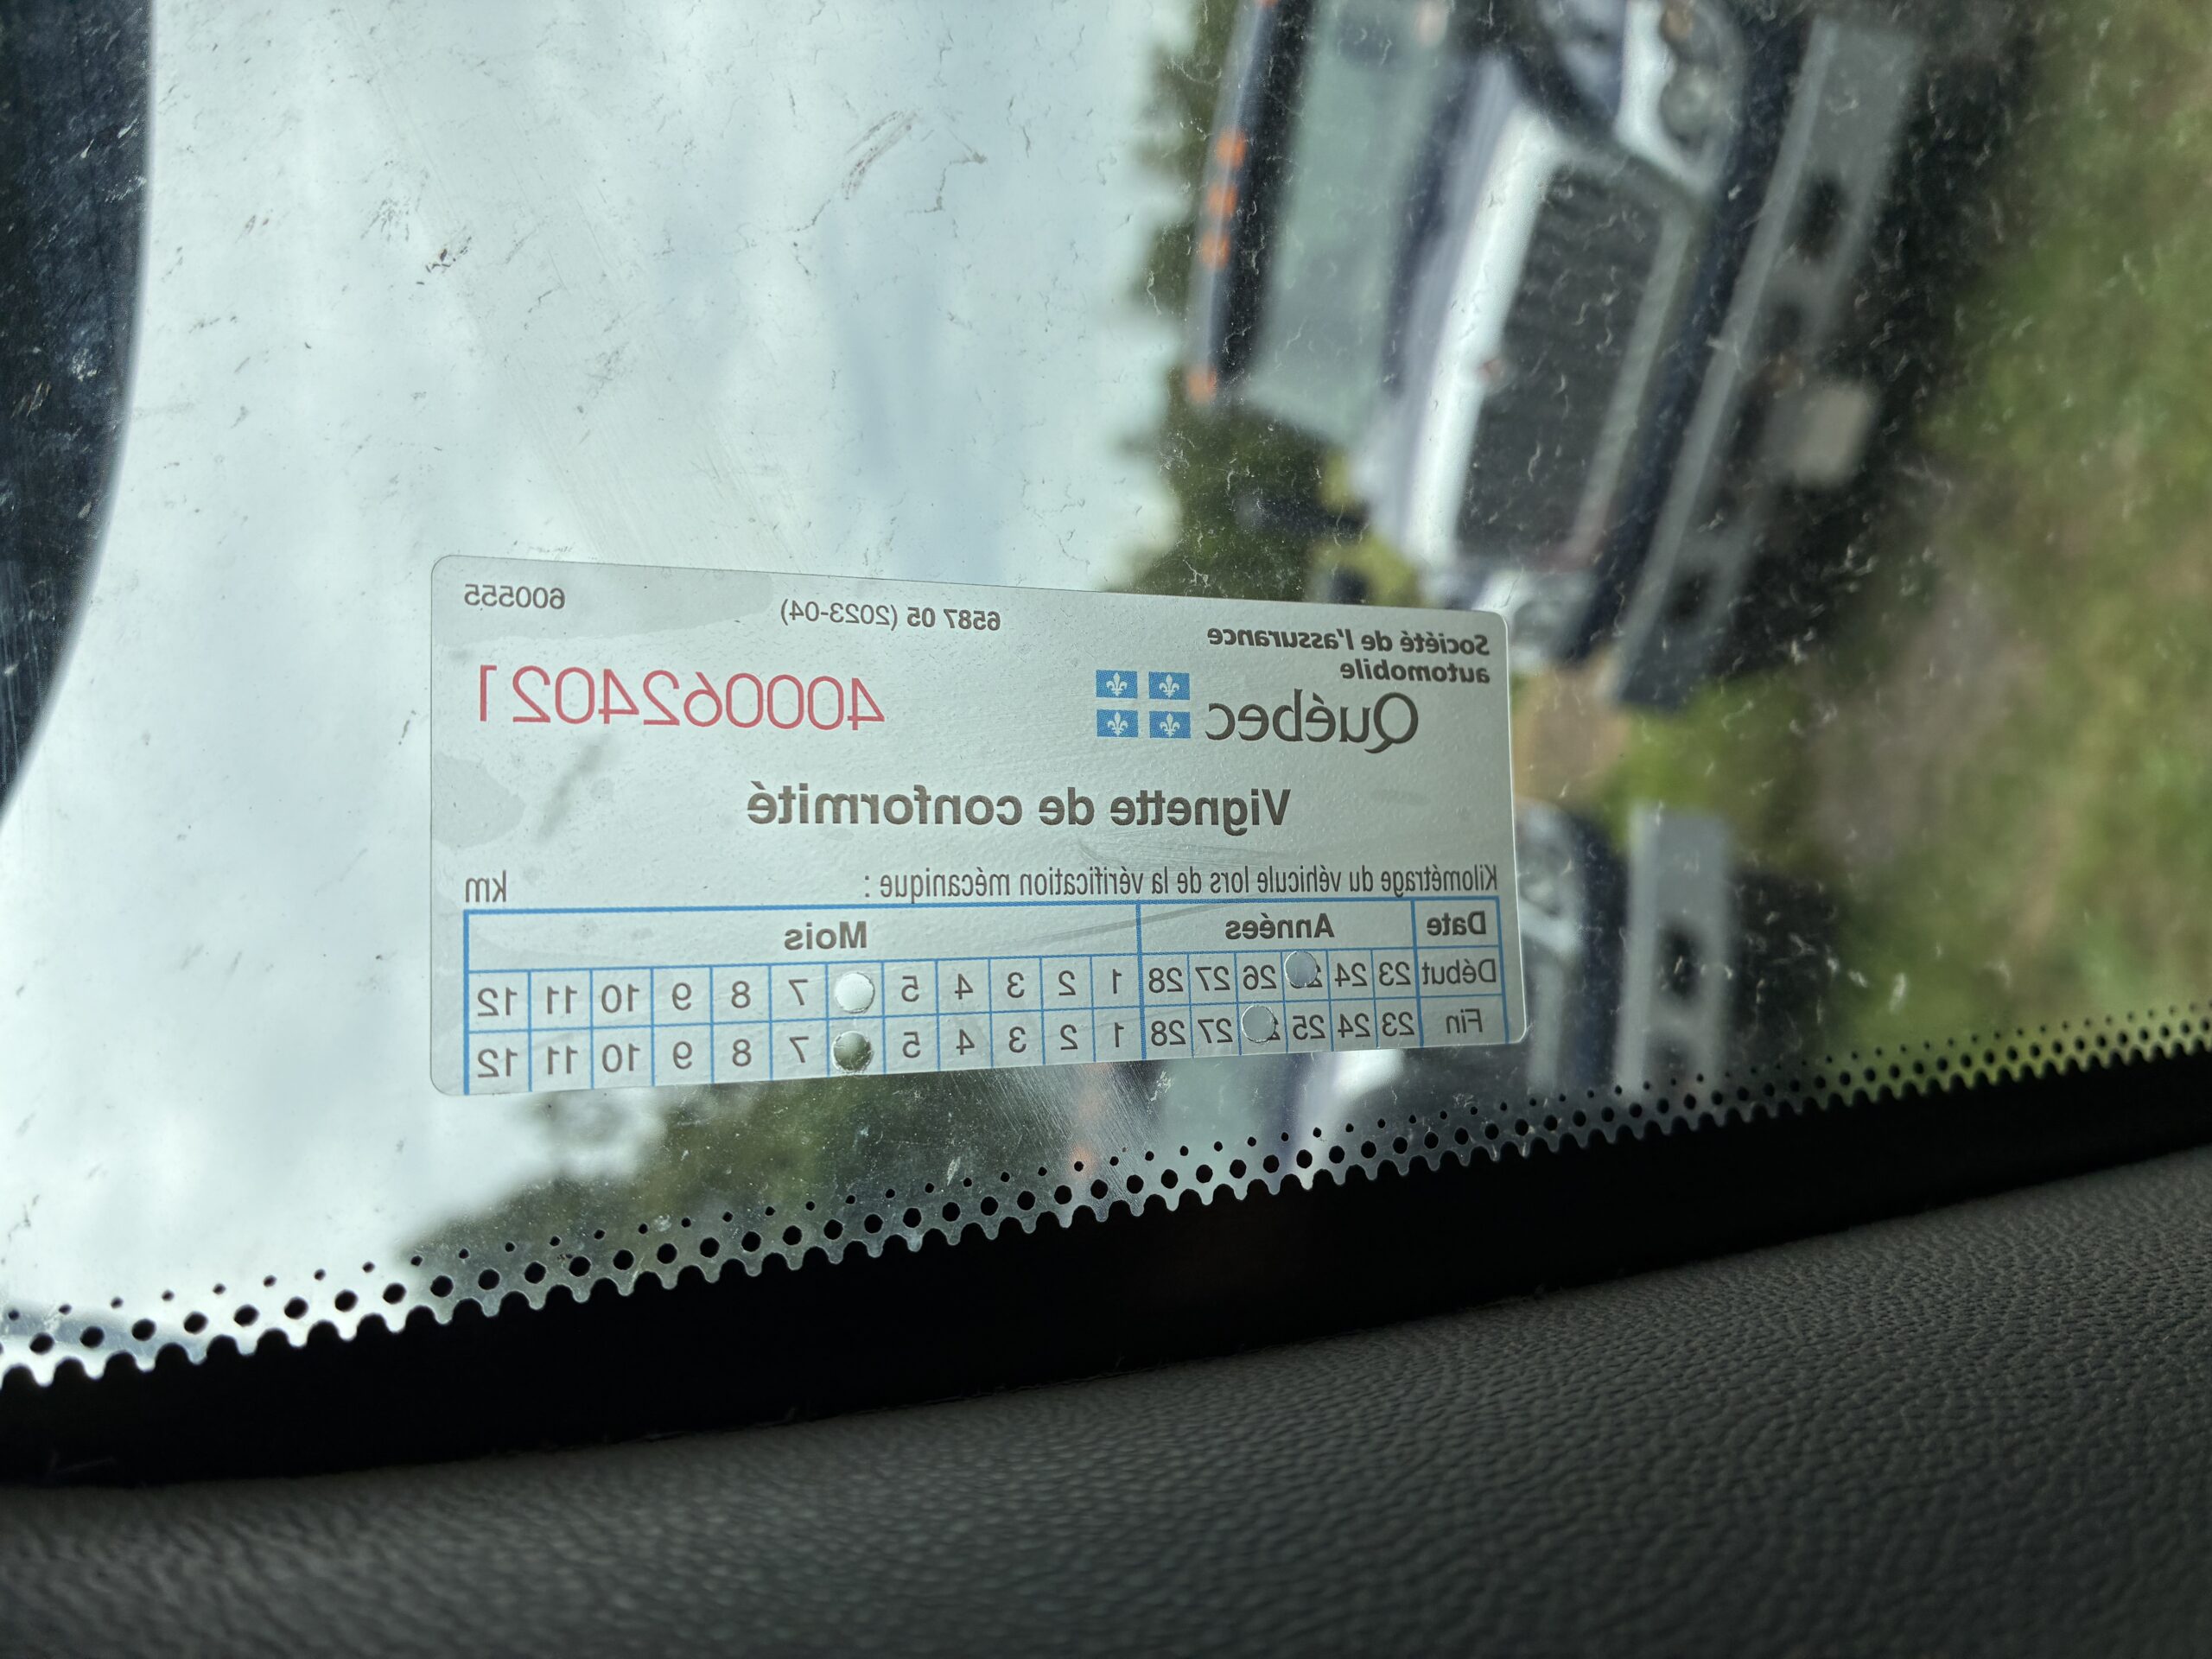 Société de l'assurance
automobile
Québec
6587 05 (2023-04)
600555
4000624021
Vignette de conformité
Kilométrage du véhicule lors de la vérification mécanique : km
Date Années Mois
Début 23 24 26 27 28 1 2 3 4 5 7 8 9 10 11 12
Fin 23 24 25 27 28 1 2 3 4 5 7 8 9 10 11 12